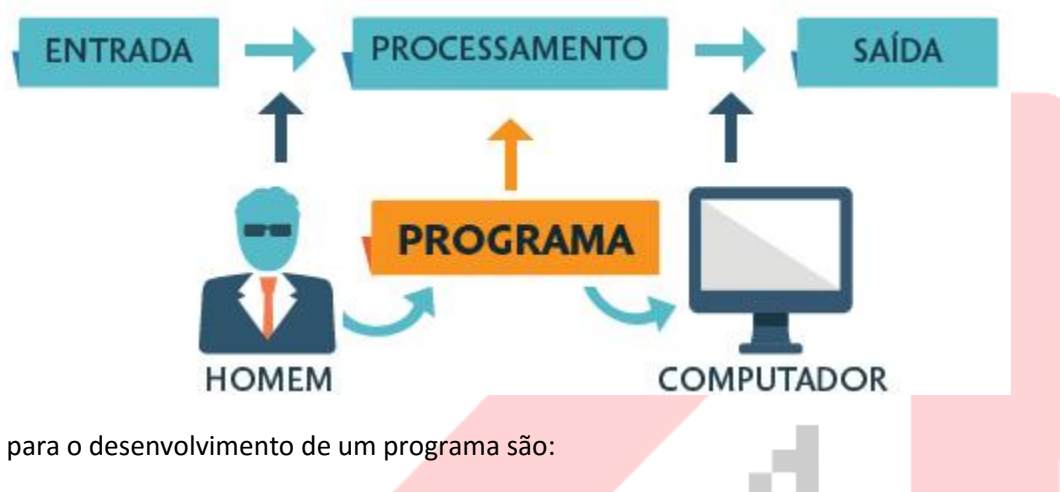 ENTRADA PROCESSAMENTO SAÍDA
PROGRAMA
HOMEM COMPUTADOR
para o desenvolvimento de um programa são: